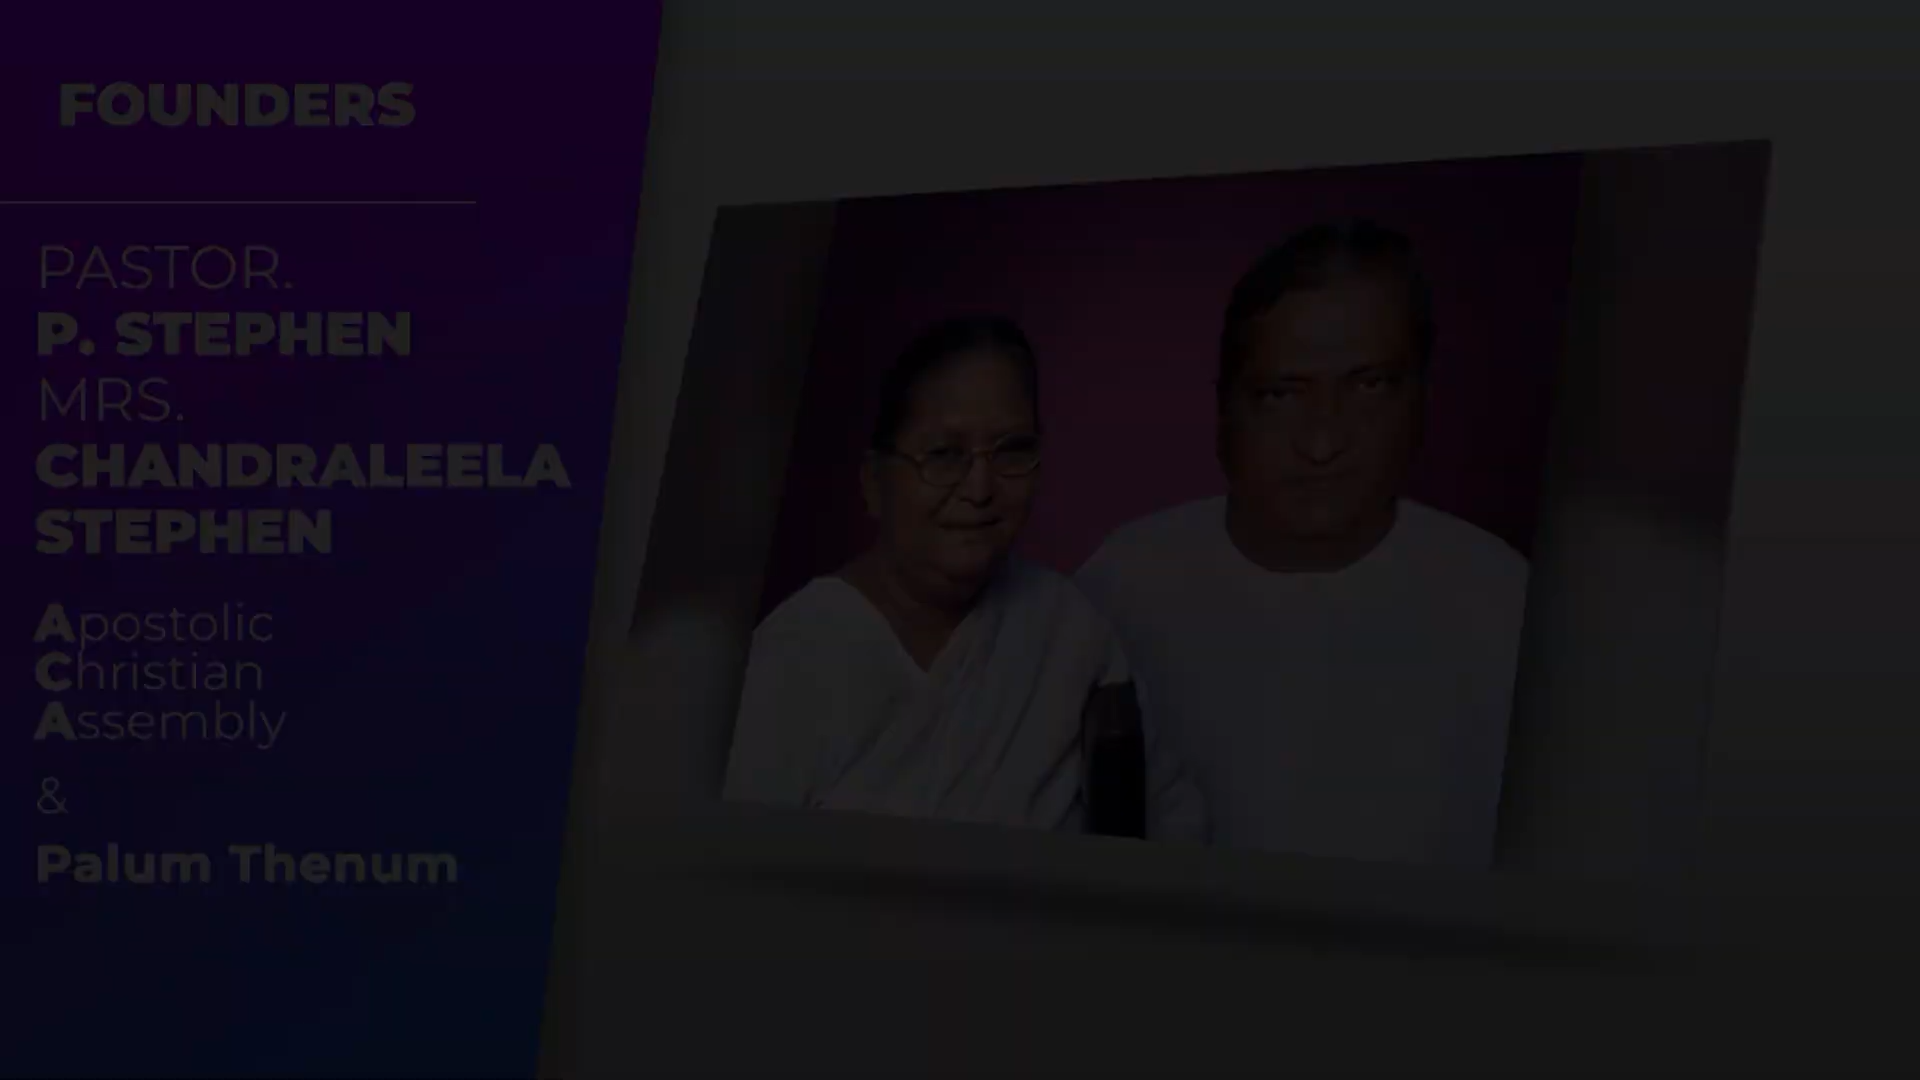 FOUNDERS
PASTOR.
P. STEPHEN
MRS.
CHANDRALEELA
STEPHEN
Apostolic
Christian
Assembly
&
Palum Thenum